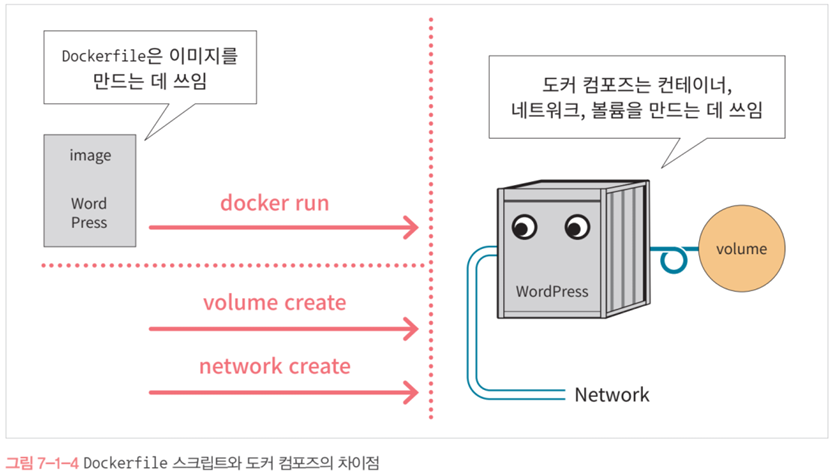 Dockerfile은 이미지를
만드는 데 쓰임
image
Word
Press
docker run
volume create
network create
도커 컴포즈는 컨테이너,
네트워크, 볼륨을 만드는 데 쓰임
WordPress
volume
Network
그림 7-1-4 Dockerfile 스크립트와 도커 컴포즈의 차이점